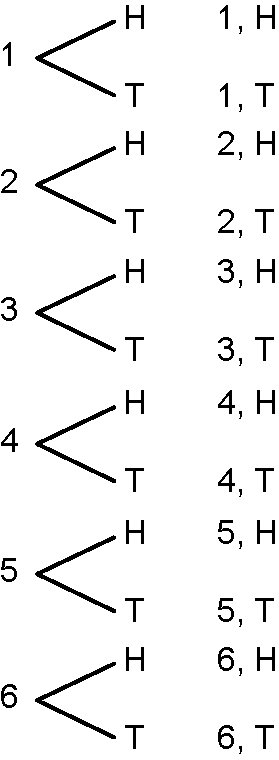 H 1, H
1
T 1, T
H 2, H
2
T 2, T
H 3, H
3
T 3, T
H 4, H
4
T 4, T
H 5, H
5
T 5, T
H 6, H
6
T 6, T